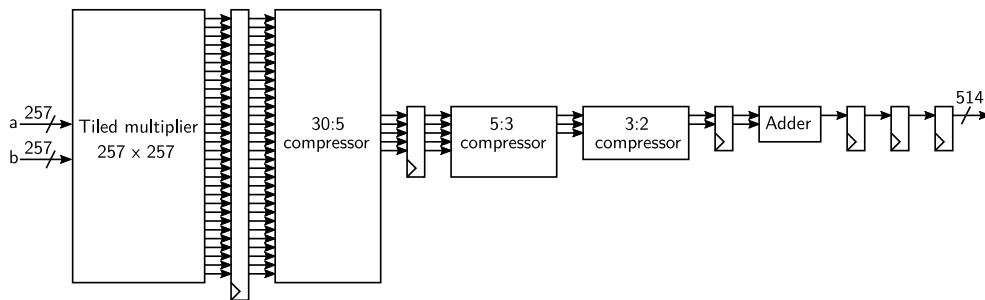 a
257
b
257
Tiled multiplier
257 x 257
30:5
compressor
5:3
compressor
3:2
compressor
Adder
514